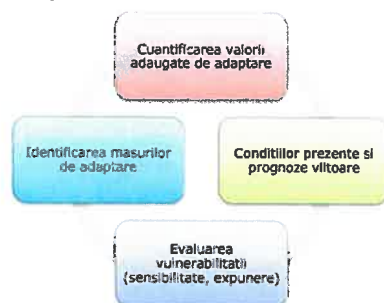 Cuantificarea valorii
adaugate de adaptare
Identificarea masurilor
de adaptare
Conditiilor prezente si
prognoze viitoare
Evaluarea
vulnerabilitatii
(sensibilitate, expunere)